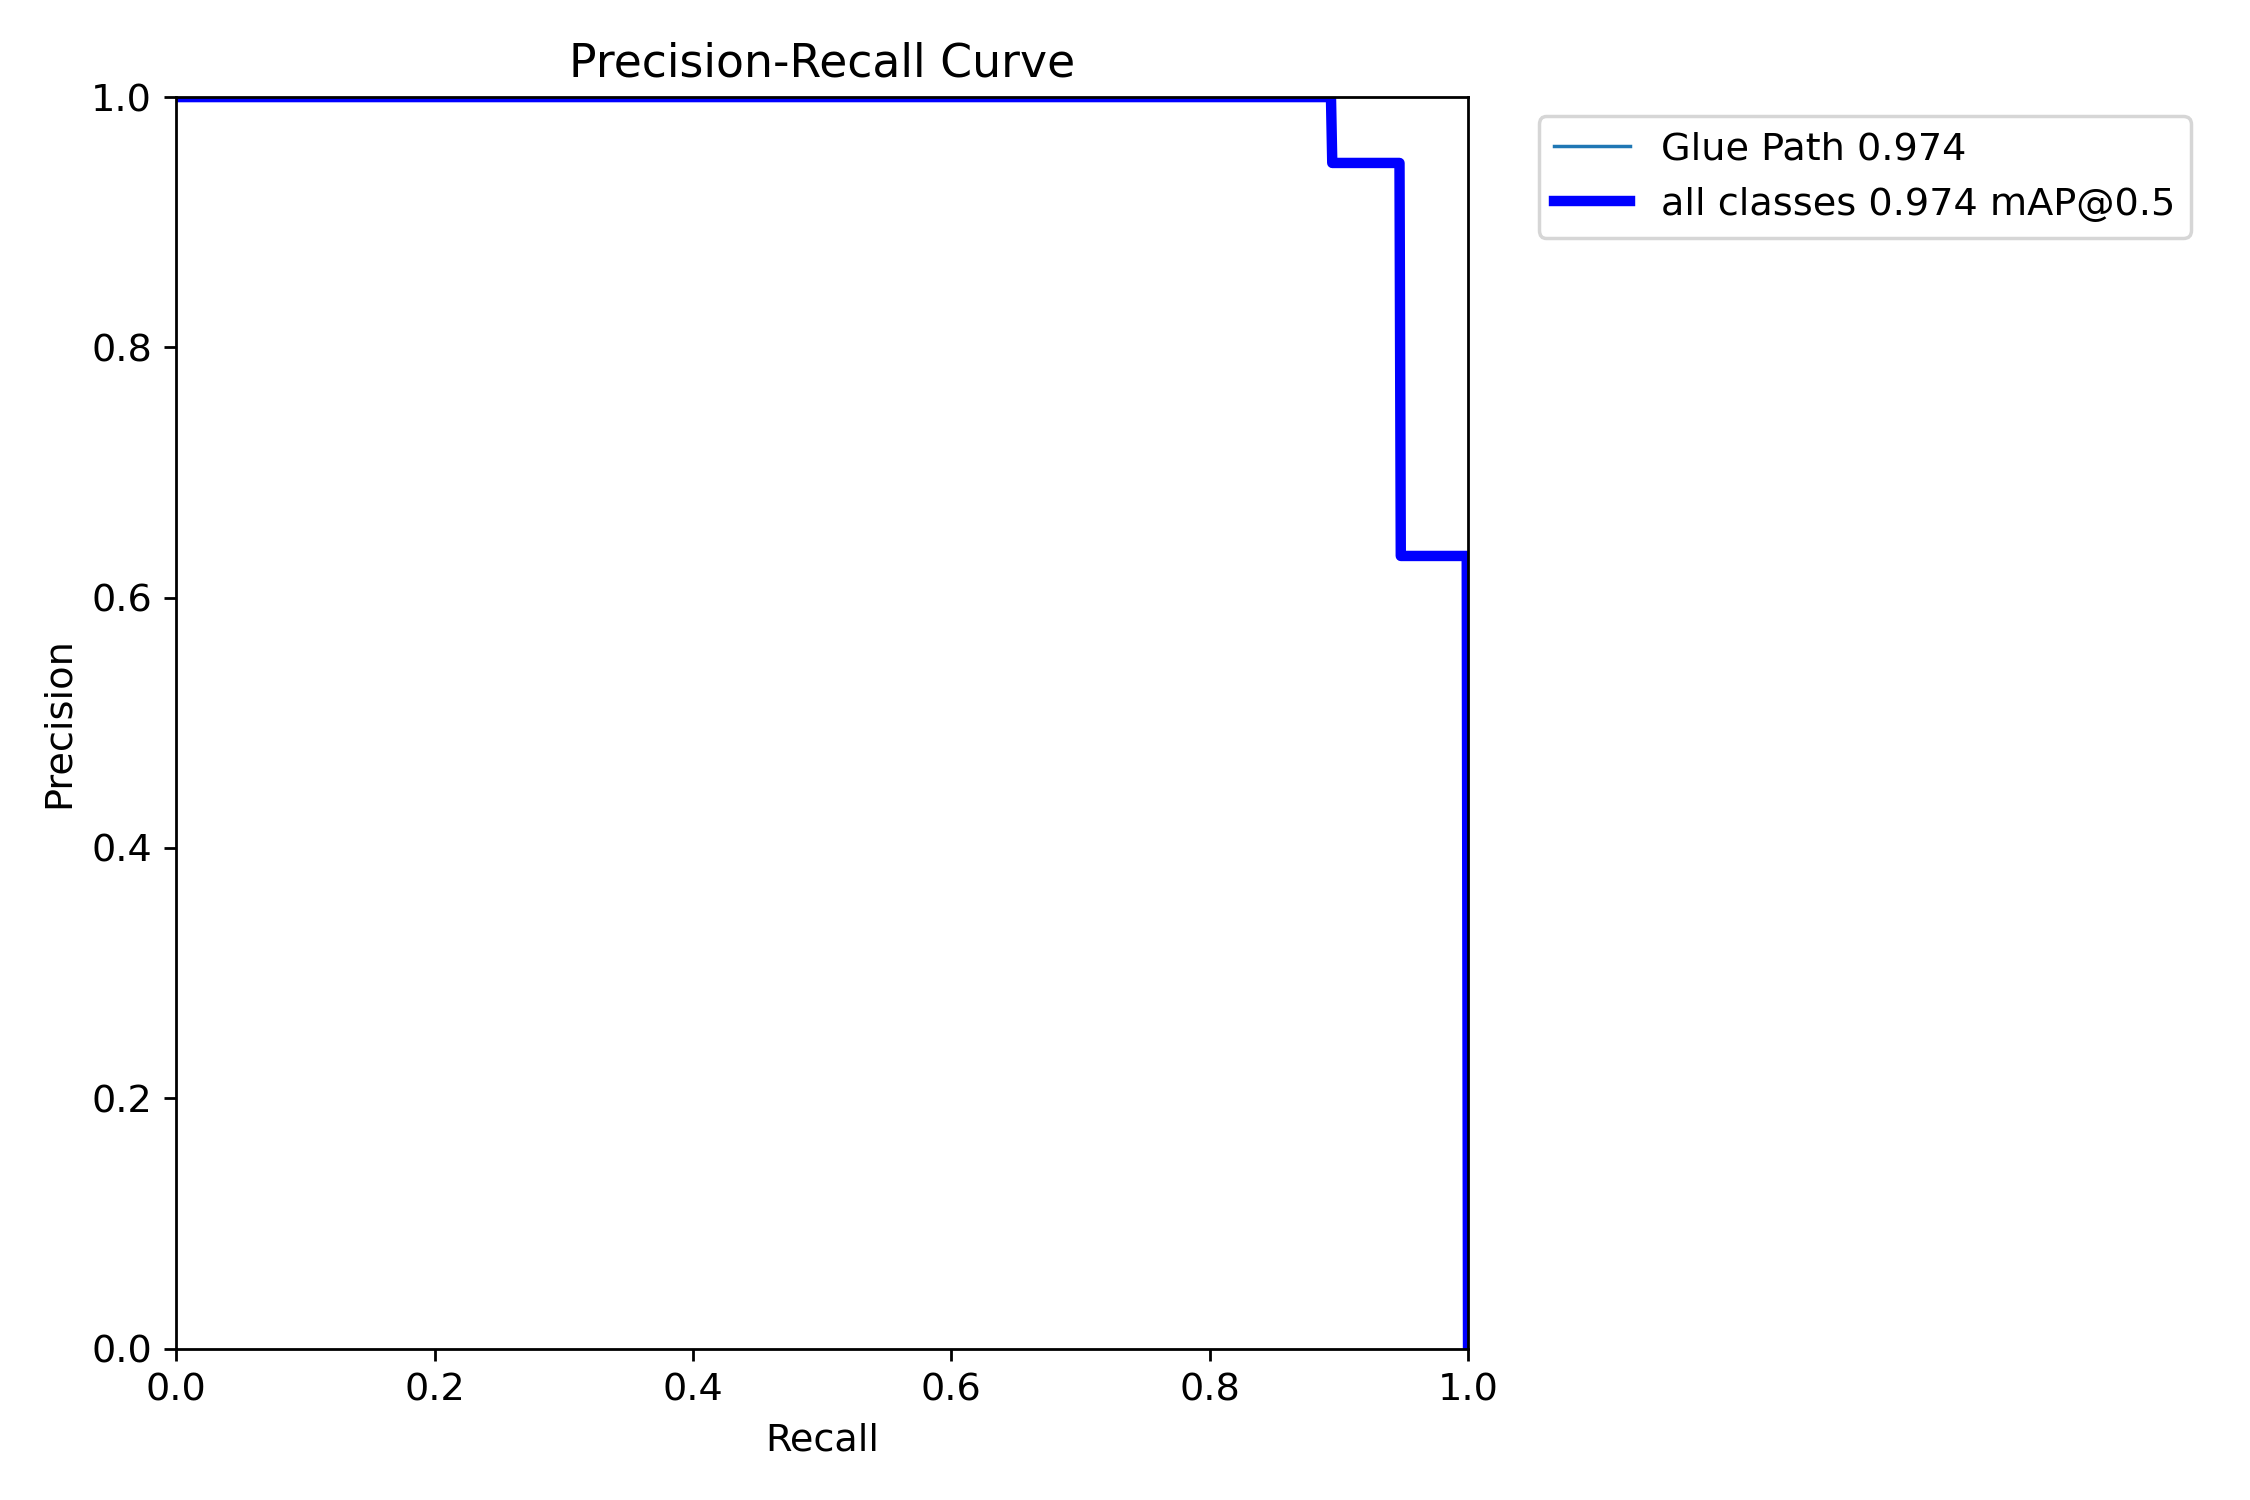 Precision-Recall Curve
Glue Path 0.974
all classes 0.974 mAP@0.5
1.0
0.8
0.6
0.4
0.2
0.0
Precision
0.0 0.2 0.4 0.6 0.8 1.0
Recall